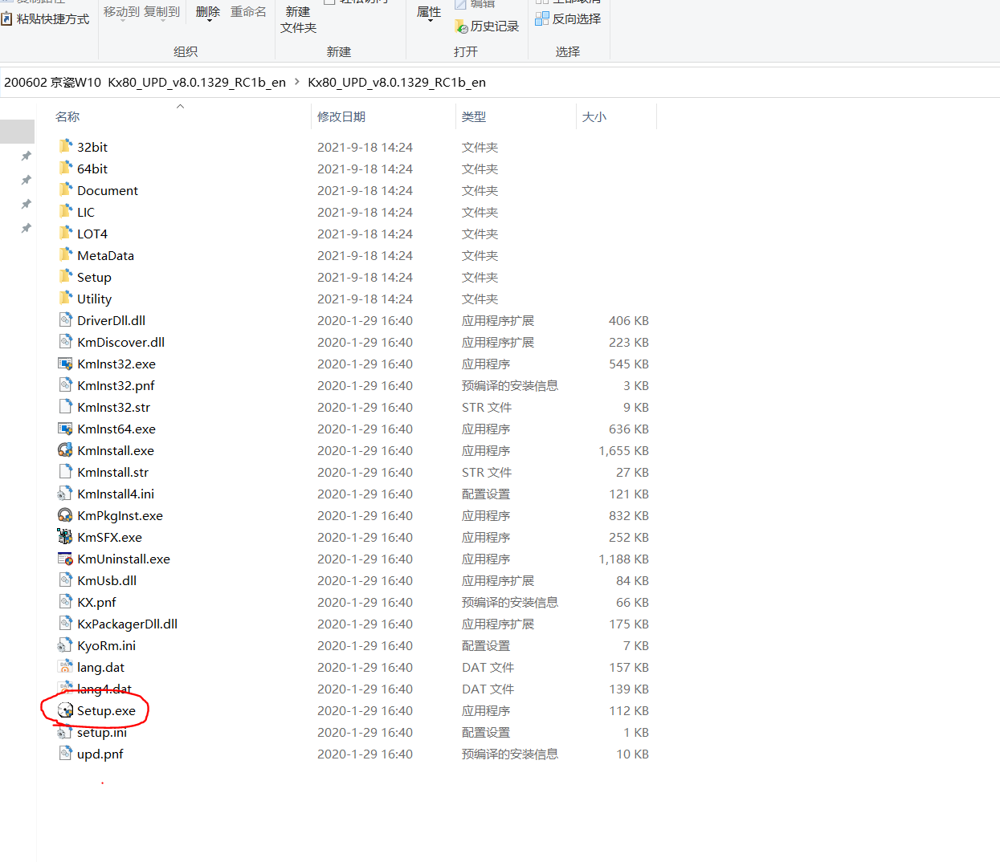 复制路径 轻松访问 编辑 全部取消
粘贴快捷方式 移动到 复制到 删除 重命名 新建 文件夹 属性 历史记录 反向选择
组织 新建 打开 选择
200602 京瓷W10 Kx80_UPD_v8.0.1329_RC1b_en > Kx80_UPD_v8.0.1329_RC1b_en
名称 修改日期 类型 大小
32bit 2021-9-18 14:24 文件夹
64bit 2021-9-18 14:24 文件夹
Document 2021-9-18 14:24 文件夹
LIC 2021-9-18 14:24 文件夹
LOT4 2021-9-18 14:24 文件夹
MetaData 2021-9-18 14:24 文件夹
Setup 2021-9-18 14:24 文件夹
Utility 2021-9-18 14:24 文件夹
DriverDll.dll 2020-1-29 16:40 应用程序扩展 406 KB
KmDiscover.dll 2020-1-29 16:40 应用程序扩展 223 KB
KmInst32.exe 2020-1-29 16:40 应用程序 545 KB
KmInst32.pnf 2020-1-29 16:40 预编译的安装信息 3 KB
KmInst32.str 2020-1-29 16:40 STR 文件 9 KB
KmInst64.exe 2020-1-29 16:40 应用程序 636 KB
KmInstall.exe 2020-1-29 16:40 应用程序 1,655 KB
KmInstall.str 2020-1-29 16:40 STR 文件 27 KB
KmInstall4.ini 2020-1-29 16:40 配置设置 121 KB
KmPkgInst.exe 2020-1-29 16:40 应用程序 832 KB
KmSFX.exe 2020-1-29 16:40 应用程序 252 KB
KmUninstall.exe 2020-1-29 16:40 应用程序 1,188 KB
KmUsb.dll 2020-1-29 16:40 应用程序扩展 84 KB
KX.pnf 2020-1-29 16:40 预编译的安装信息 66 KB
KxPackagerDll.dll 2020-1-29 16:40 应用程序扩展 175 KB
KyoRm.ini 2020-1-29 16:40 配置设置 7 KB
lang.dat 2020-1-29 16:40 DAT 文件 157 KB
lang4.dat 2020-1-29 16:40 DAT 文件 139 KB
Setup.exe 2020-1-29 16:40 应用程序 112 KB
setup.ini 2020-1-29 16:40 配置设置 1 KB
upd.pnf 2020-1-29 16:40 预编译的安装信息 10 KB